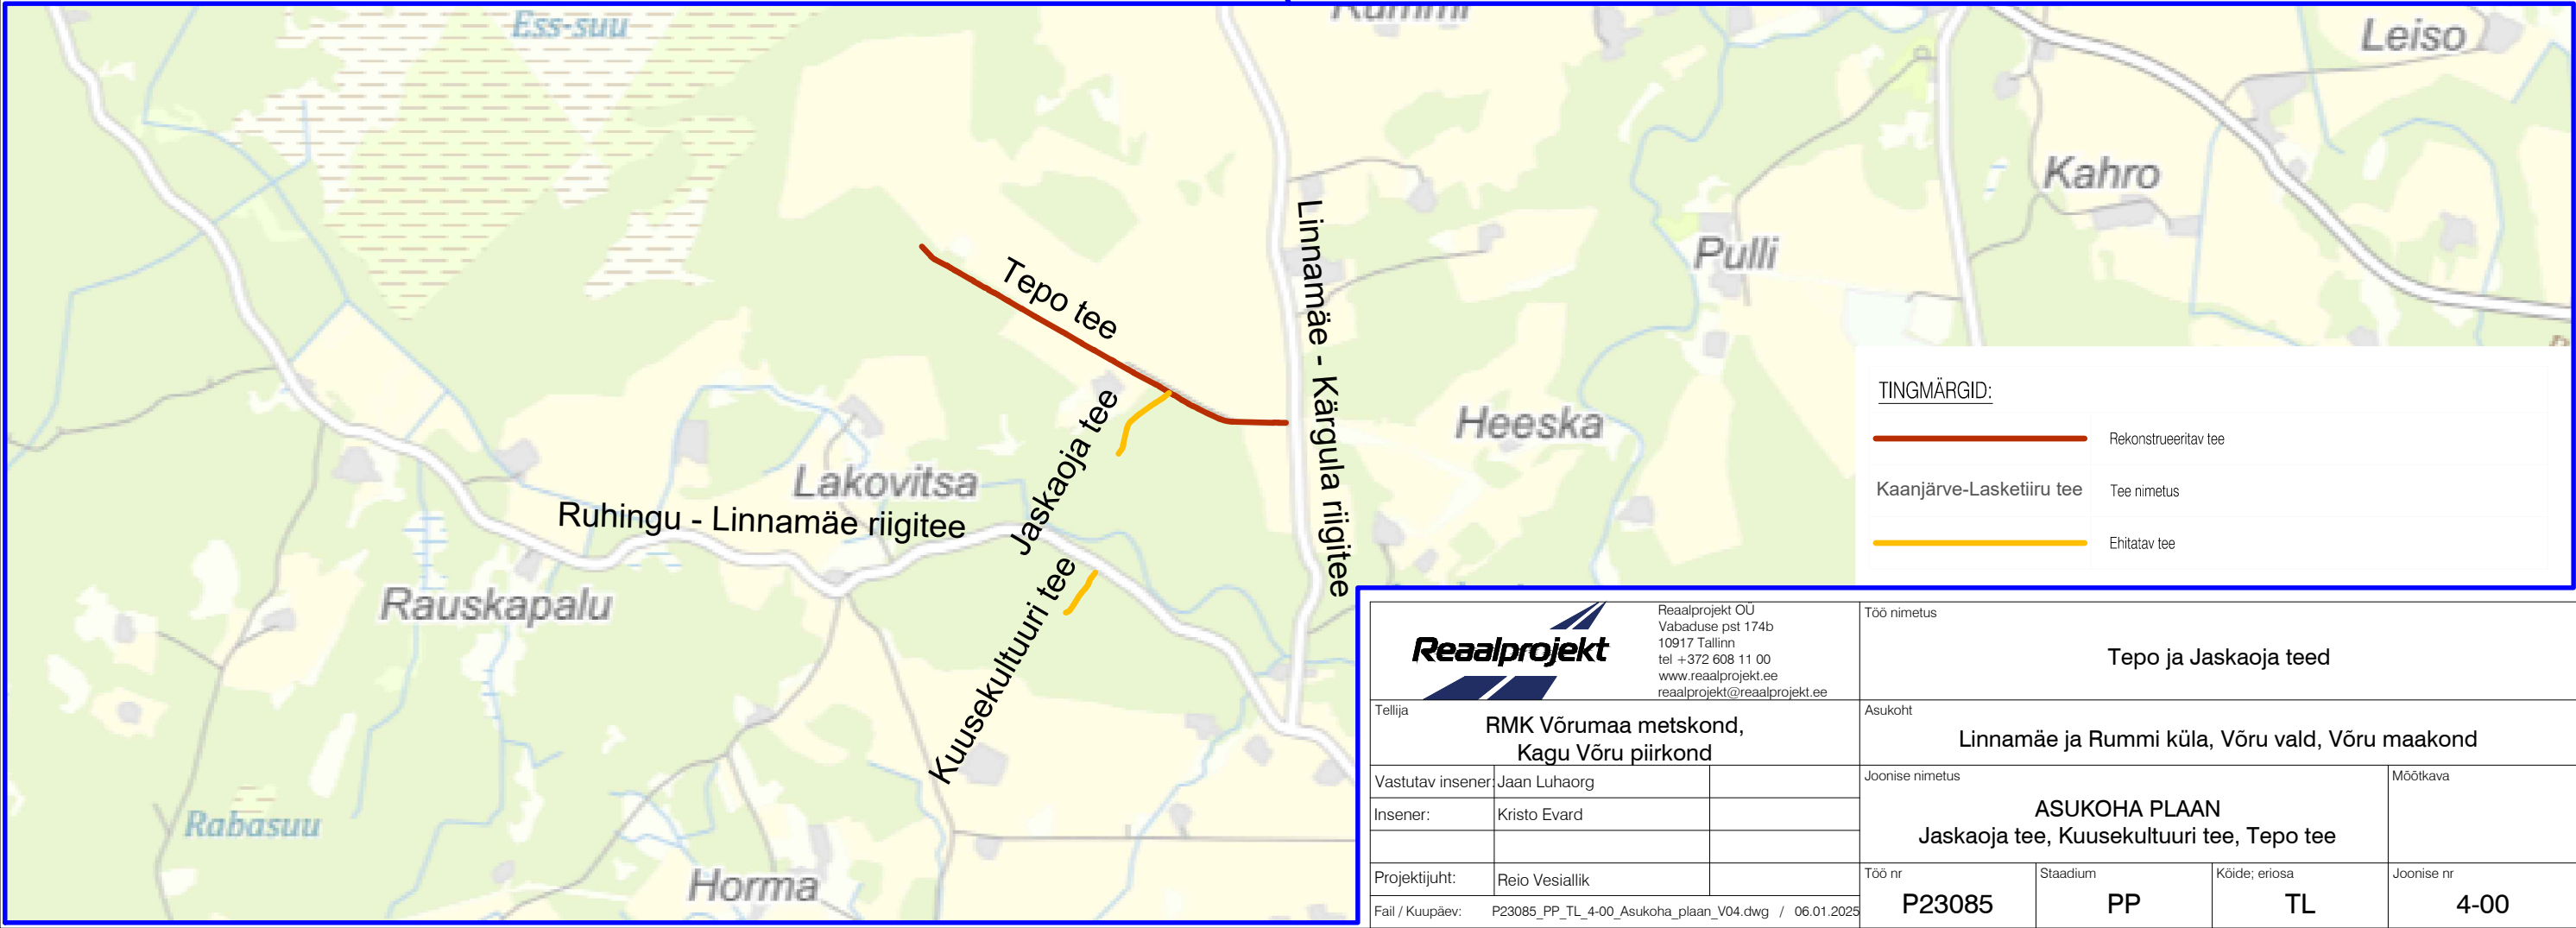 Ess-suu
Rummi
Leiso
Kahro
Pulli
Tepo tee
Linnamäe - Kärgula riigitee
Heeska
Jaskaoja tee
Lakovitsa
Ruhingu - Linnamäe riigitee
Rauskapalu
Kuusekultuuri tee
Rabasuu
Horma
TINGMÄRGID:
Rekonstrueeritav tee
Kaanjärve-Lasketiiru tee
Tee nimetus
Ehitatav tee
Reaalprojekt
Reaalprojekt OÜ
Vabaduse pst 174b
10917 Tallinn
tel +372 608 11 00
www.reaalprojekt.ee
reaalprojekt@reaalprojekt.ee
Töö nimetus
Tepo ja Jaskaoja teed
Tellija
RMK Võrumaa metskond,
Kagu Võru piirkond
Asukoht
Linnamäe ja Rummi küla, Võru vald, Võru maakond
Vastutav insener: Jaan Luhaorg
Insener: Kristo Evard
Projektijuht: Reio Vesiallik
Fail / Kuupäev: P23085_PP_TL_4-00_Asukoha_plaan_V04.dwg / 06.01.2025
Joonise nimetus
ASUKOHA PLAAN
Jaskaoja tee, Kuusekultuuri tee, Tepo tee
Mõõtkava
Töö nr
P23085
Staadium
PP
Köide; eriosa
TL
Joonise nr
4-00